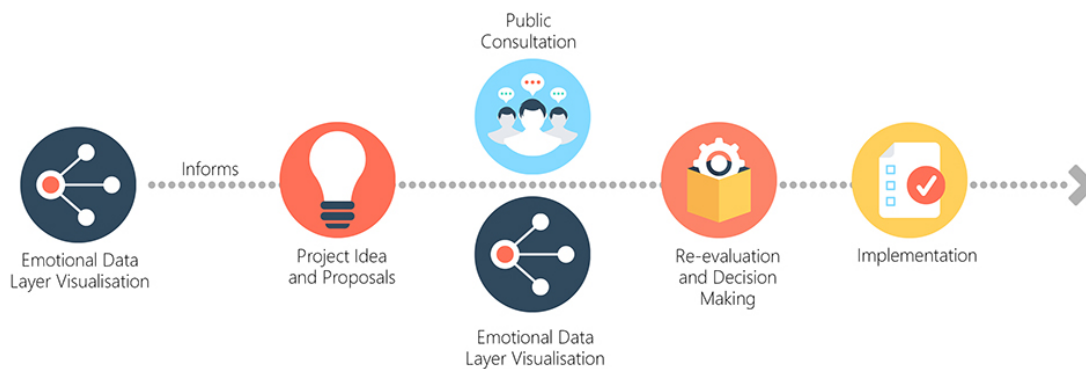 Public
Consultation
Informs
Emotional Data
Layer Visualisation
Project Idea
and Proposals
Emotional Data
Layer Visualisation
Re-evaluation
and Decision
Making
Implementation